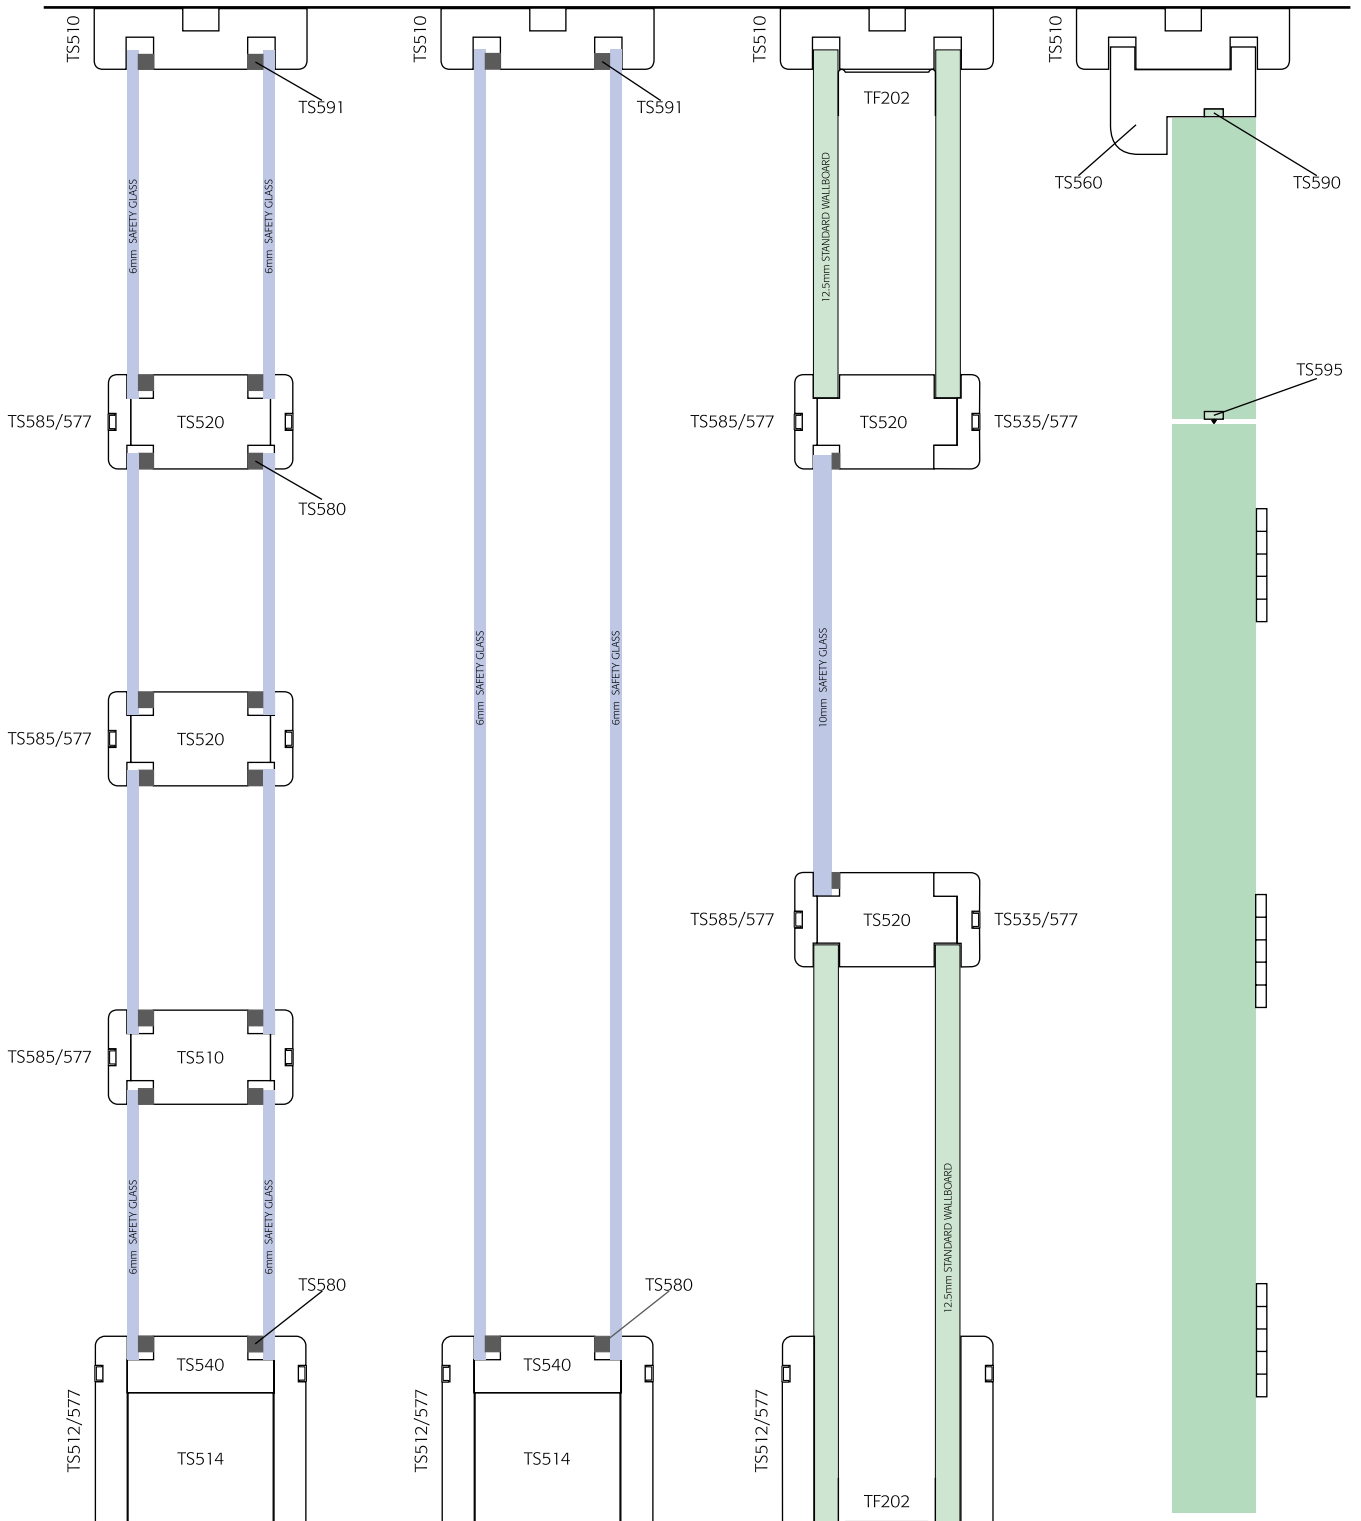 TS510
TS591
6mm SAFETY GLASS
6mm SAFETY GLASS
TS585/577
TS520
TS580
TS585/577
TS520
TS585/577
TS510
6mm SAFETY GLASS
6mm SAFETY GLASS
TS580
TS540
TS512/577
TS514
TS510
TS591
6mm SAFETY GLASS
6mm SAFETY GLASS
TS580
TS540
TS512/577
TS514
TS510
TF202
12.5mm STANDARD WALLBOARD
TS585/577
TS520
TS535/577
10mm SAFETY GLASS
TS585/577
TS520
TS535/577
12.5mm STANDARD WALLBOARD
TS512/577
TF202
TS510
TS560
TS590
TS595